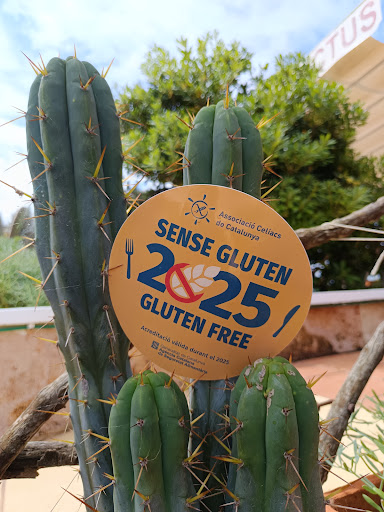 CTUS
Associació Celíacs
de Catalunya
SENSE GLUTEN
2025
GLUTEN FREE
Acreditació vàlida durant el 2025